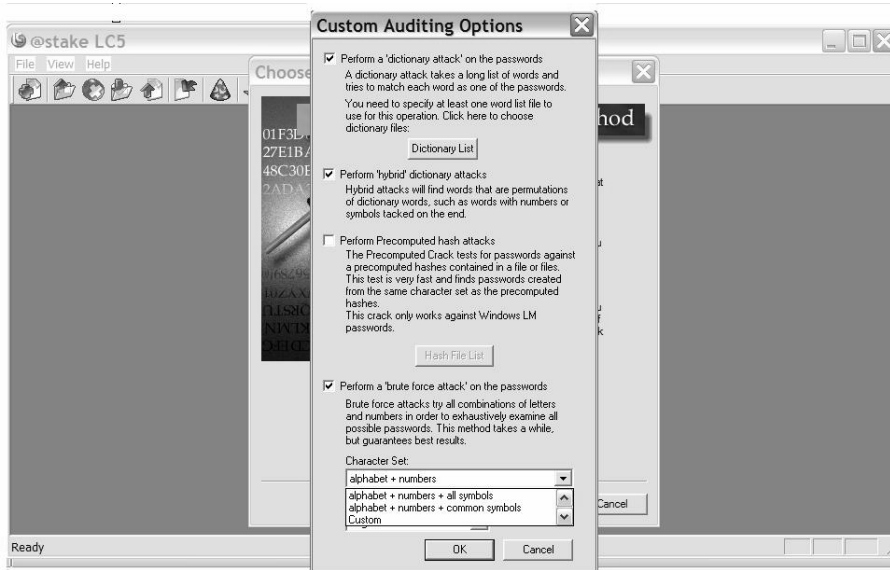 Custom Auditing Options
@stake LC5
File View Help
Choose
hod
01F3D
27E1BA
48C30E
2ADA
Perform a 'dictionary attack' on the passwords
A dictionary attack takes a long list of words and
tries to match each word as one of the passwords.
You need to specify at least one word list file to
use for this operation. Click here to choose
dictionary files:
Dictionary List
Perform 'hybrid' dictionary attacks
Hybrid attacks will find words that are permutations
of dictionary words, such as words with numbers or
symbols tacked on the end.
Perform Precomputed hash attacks
The Precomputed Crack tests for passwords against
a precomputed hashes contained in a file or files.
This test is very fast and finds passwords created
from the same character set as the precomputed
hashes.
This crack only works against Windows LM
passwords.
Hash File List
Perform a 'brute force attack' on the passwords
Brute force attacks try all combinations of letters
and numbers in order to exhaustively examine all
possible passwords. This method takes a while,
but guarantees best results.
Character Set:
alphabet + numbers
alphabet + numbers + all symbols
alphabet + numbers + common symbols
Custom
OK
Cancel
Cancel
Ready